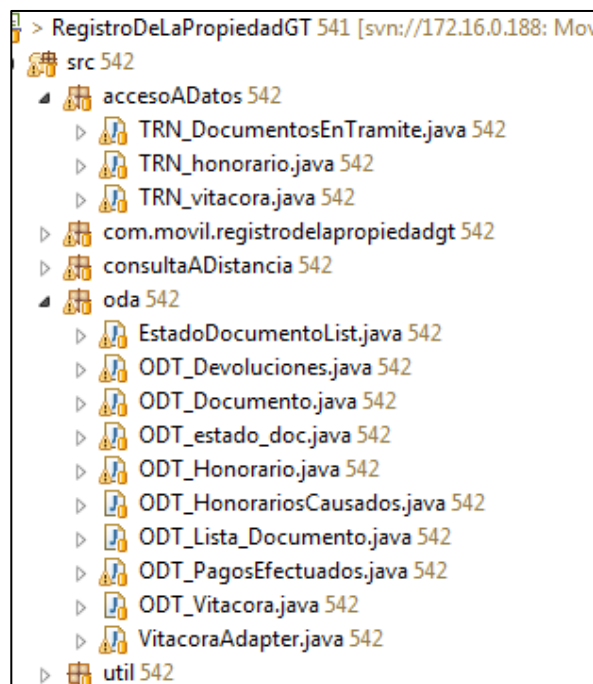 > RegistroDeLaPropiedadGT 541 [svn://172.16.0.188: Mov
src 542
accesoADatos 542
TRN_DocumentosEnTramite.java 542
TRN_honorario.java 542
TRN_vitacora.java 542
com.movil.registrodelapropiedadgt 542
consultaADistancia 542
oda 542
EstadoDocumentoList.java 542
ODT_Devoluciones.java 542
ODT_Documento.java 542
ODT_estado_doc.java 542
ODT_Honorario.java 542
ODT_HonorariosCausados.java 542
ODT_Lista_Documento.java 542
ODT_PagosEfectuados.java 542
ODT_Vitacora.java 542
VitacoraAdapter.java 542
util 542